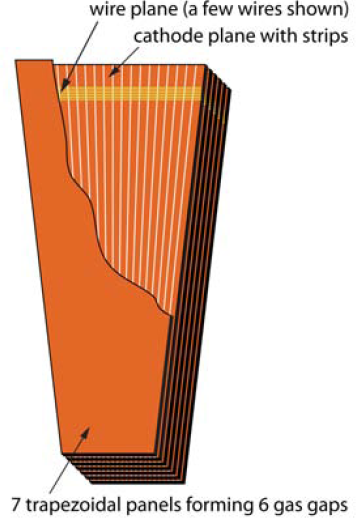 wire plane (a few wires shown)
cathode plane with strips
7 trapezoidal panels forming 6 gas gaps